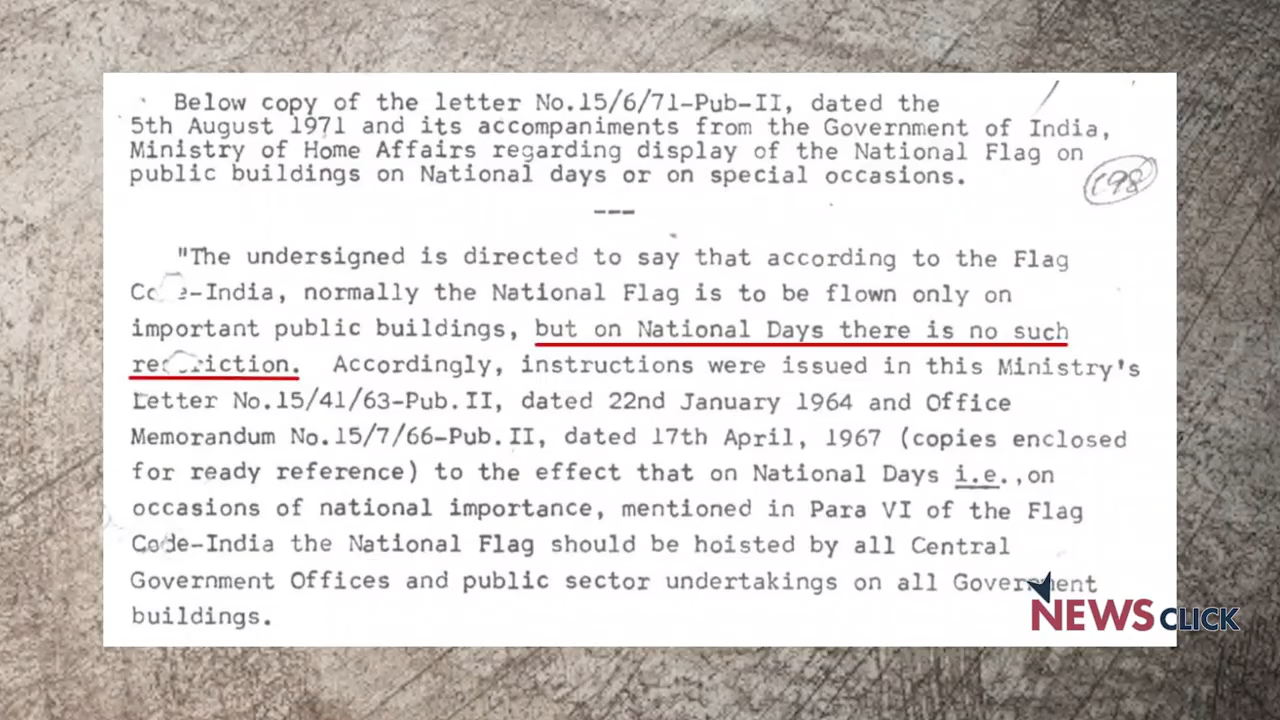 Below copy of the letter No.15/6/71-Pub-II, dated the
5th August 1971 and its accompaniments from the Government of India,
Ministry of Home Affairs regarding display of the National Flag on
public buildings on National days or on special occasions.
198
---
"The undersigned is directed to say that according to the Flag
Code-India, normally the National Flag is to be flown only on
important public buildings, but on National Days there is no such
restriction. Accordingly, instructions were issued in this Ministry's
Letter No.15/41/63-Pub.II, dated 22nd January 1964 and Office
Memorandum No.15/7/66-Pub.II, dated 17th April, 1967 (copies enclosed
for ready reference) to the effect that on National Days i.e.,on
occasions of national importance, mentioned in Para VI of the Flag
Code-India the National Flag should be hoisted by all Central
Government Offices and public sector undertakings on all Government
buildings.
NEWSCLICK